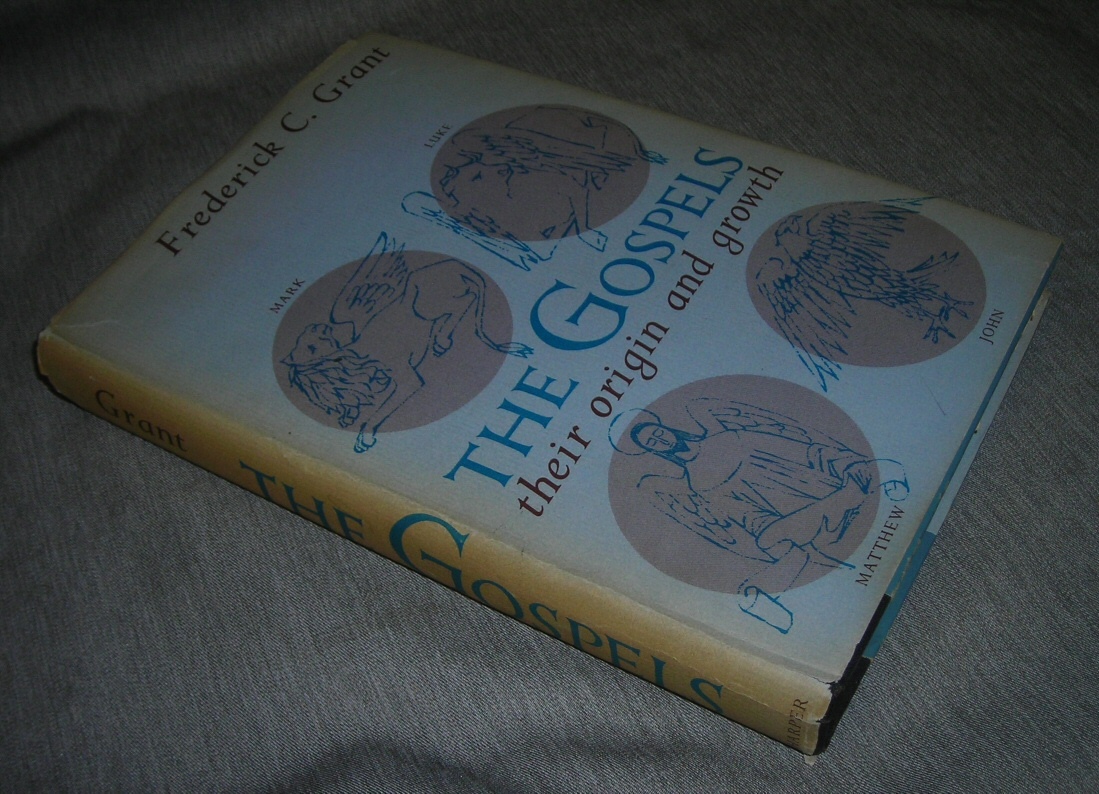 Frederick C. Grant
LUKE
MARK
THE GOSPELS
their origin and growth
JOHN
MATTHEW
Grant
THE GOSPELS
HARPER